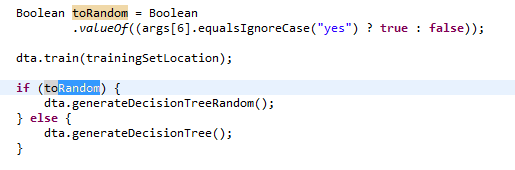 Boolean toRandom = Boolean
.valueOf((args[6].equalsIgnoreCase("yes") ? true : false));
dta.train(trainingSetLocation);
if (toRandom) {
dta.generateDecisionTreeRandom();
} else {
dta.generateDecisionTree();
}